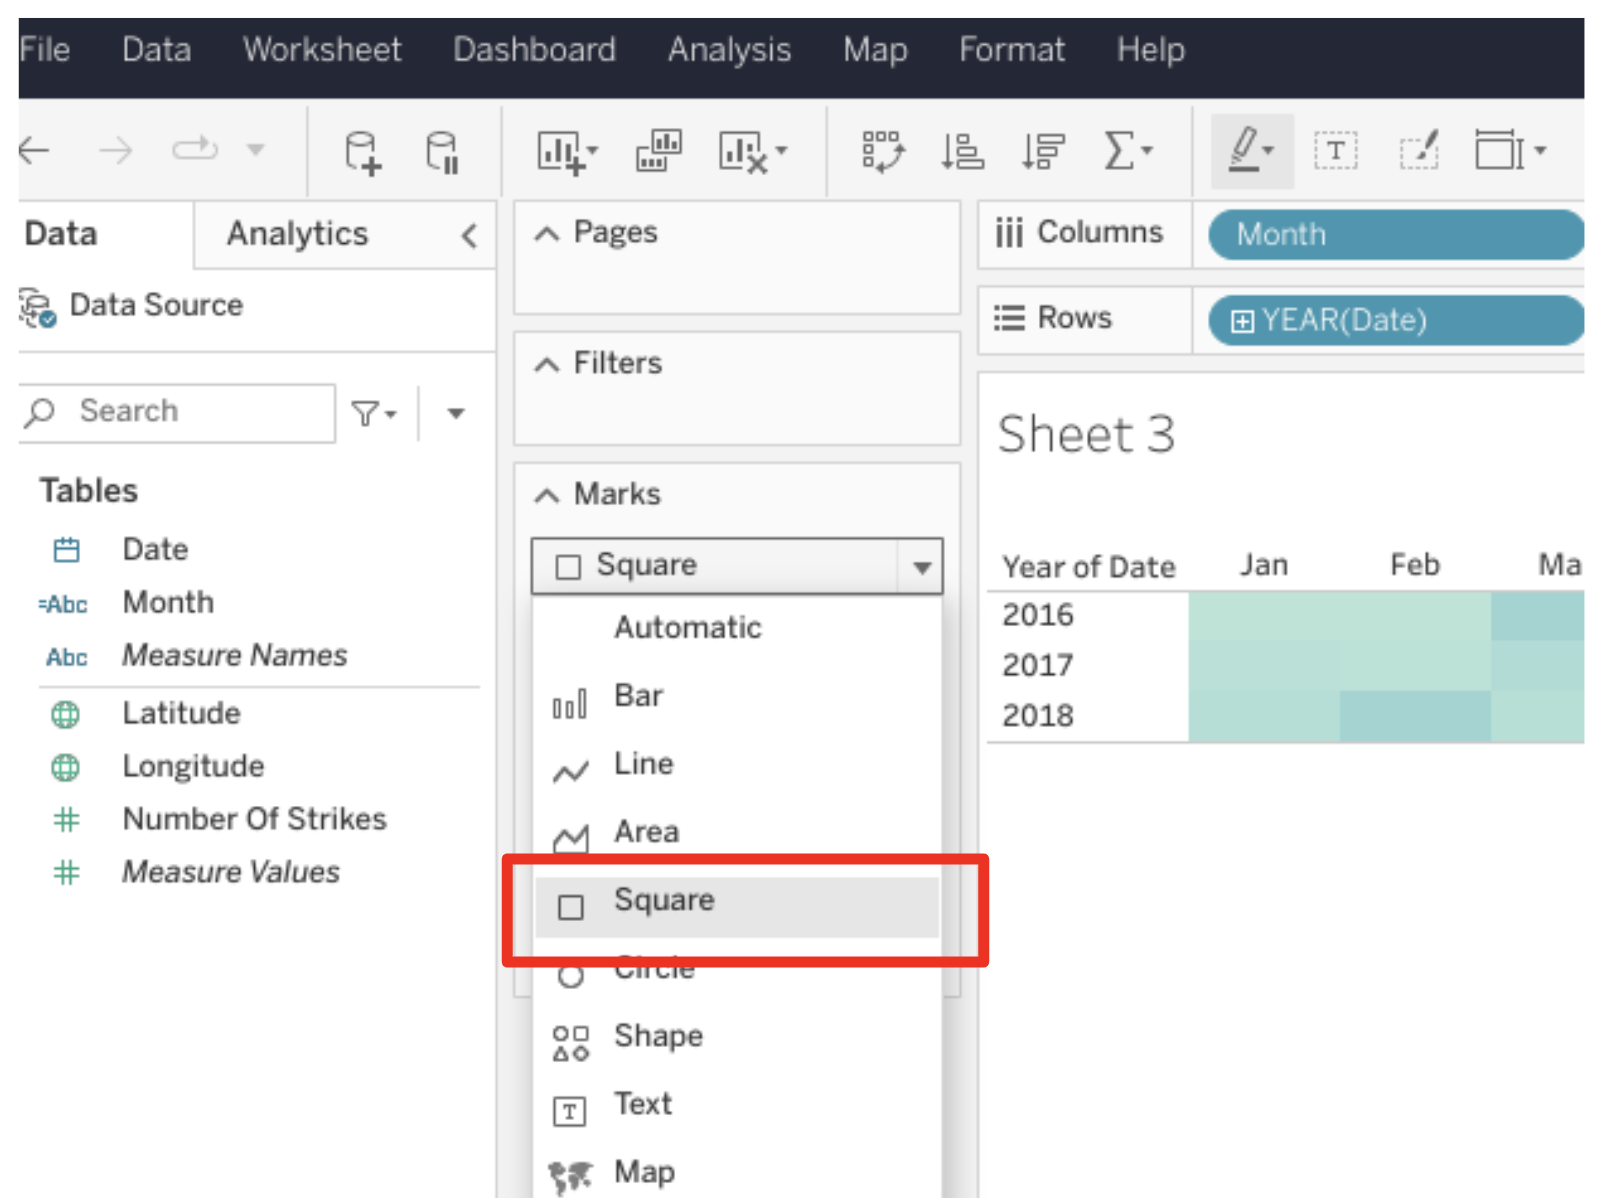 File Data Worksheet Dashboard Analysis Map Format Help
Data Analytics
Data Source
Search
Tables
Date
=Abc Month
Abc Measure Names
Latitude
Longitude
Number Of Strikes
Measure Values
Pages
Filters
Marks
Square
Automatic
Bar
Line
Area
Square
Circle
Shape
T Text
Map
Columns Month
Rows YEAR(Date)
Sheet 3
Year of Date Jan Feb Ma
2016
2017
2018